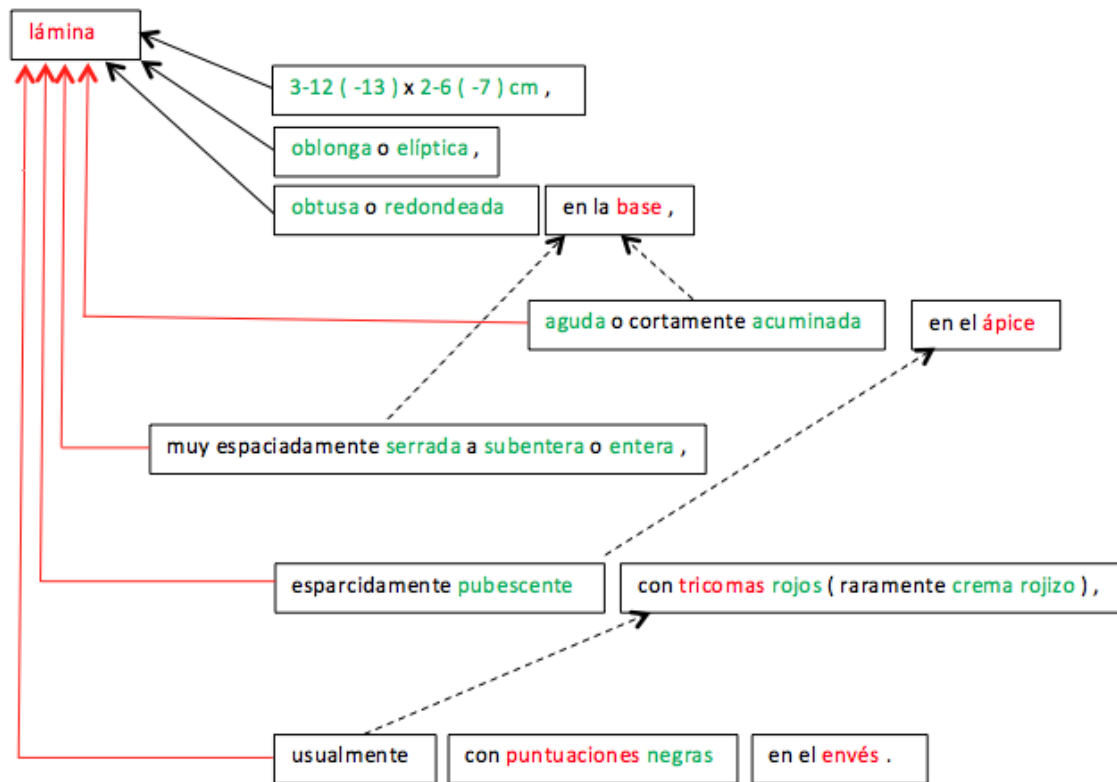 lámina
3-12 ( -13 ) x 2-6 ( -7 ) cm ,
oblonga o elíptica ,
obtusa o redondeada en la base ,
aguda o cortamente acuminada en el ápice
muy espaciadamente serrada a subentera o entera ,
esparcidamente pubescente con tricomas rojos ( raramente crema rojizo ) ,
usualmente con puntuaciones negras en el envés .